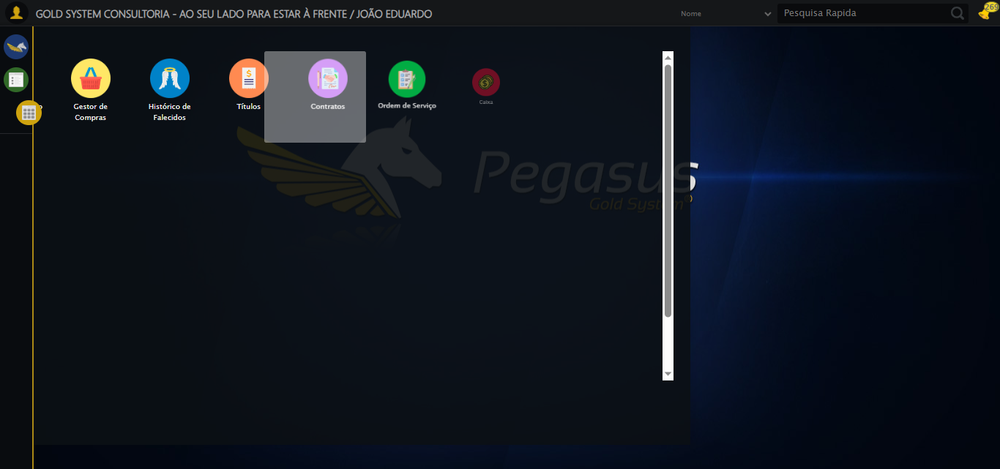 GOLD SYSTEM CONSULTORIA - AO SEU LADO PARA ESTAR À FRENTE / JOÃO EDUARDO
Nome
Pesquisa Rapida
269
o
Gestor de
Compras
Histórico de
Falecidos
Títulos
Contratos
Ordem de Serviço
Caixa
Pegasus
Gold System®